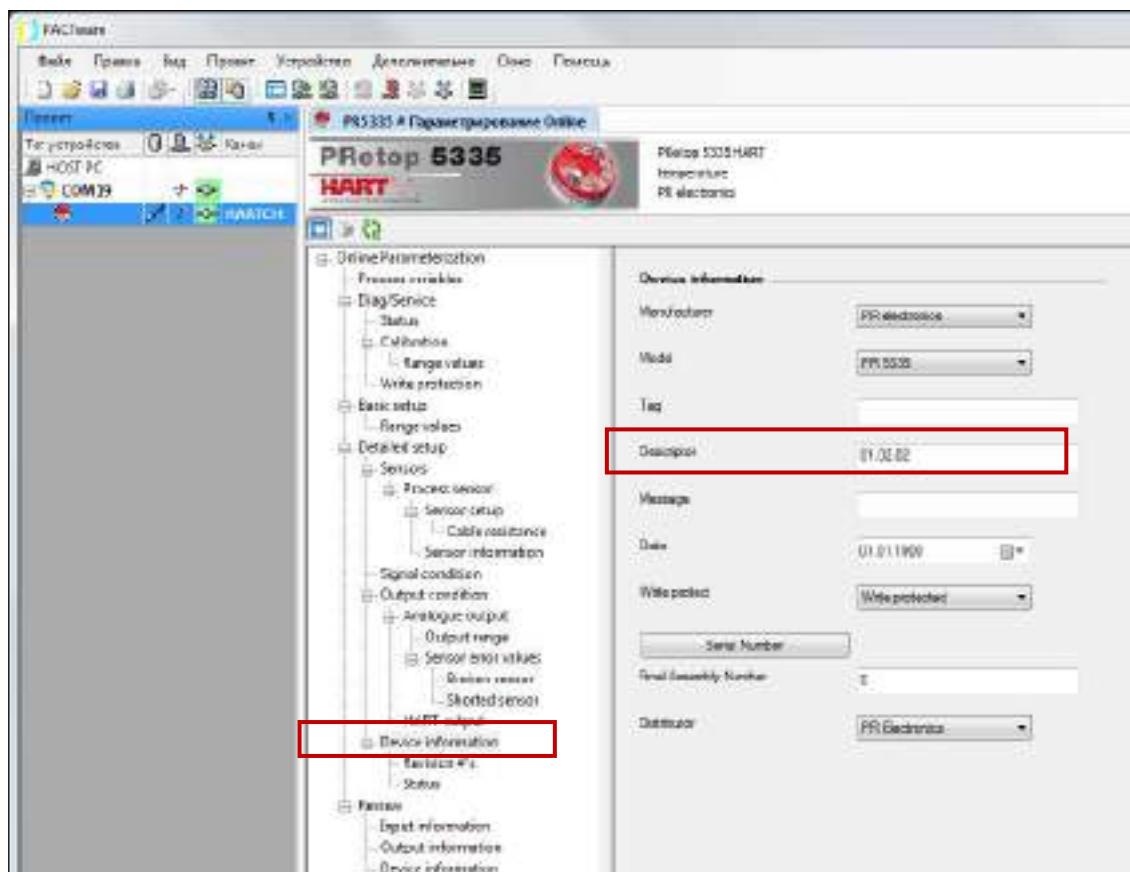 PACTware
Файл Правка Вид Проект Устройство Дополнительно Окно Помощь
Проект
PR5335 # Параметрирование Online
Тег устройства Канал
HOST PC
COM19
HARTCH
PRetop 5335
HART
PRetop 5335 HART
temperature
PR electronics
Online Parameterization
Process variables
Diag/Service
Status
Calibration
Range values
Write protection
Basic setup
Range values
Detailed setup
Sensors
Process sensor
Sensor setup
Cable resistance
Sensor information
Signal condition
Output condition
Analogue output
Output range
Sensor error values
Broken sensor
Shorted sensor
HART output
Device information
Revision #'s
Status
Review
Input information
Output information
Device information
Device information
Manufacturer PR electronics
Model PR 5335
Tag
Descriptor 01.02.02
Message
Date 01.01.1900
Write protect Write protected
Serial Number
Final Assembly Number
Distributor PR Electronics